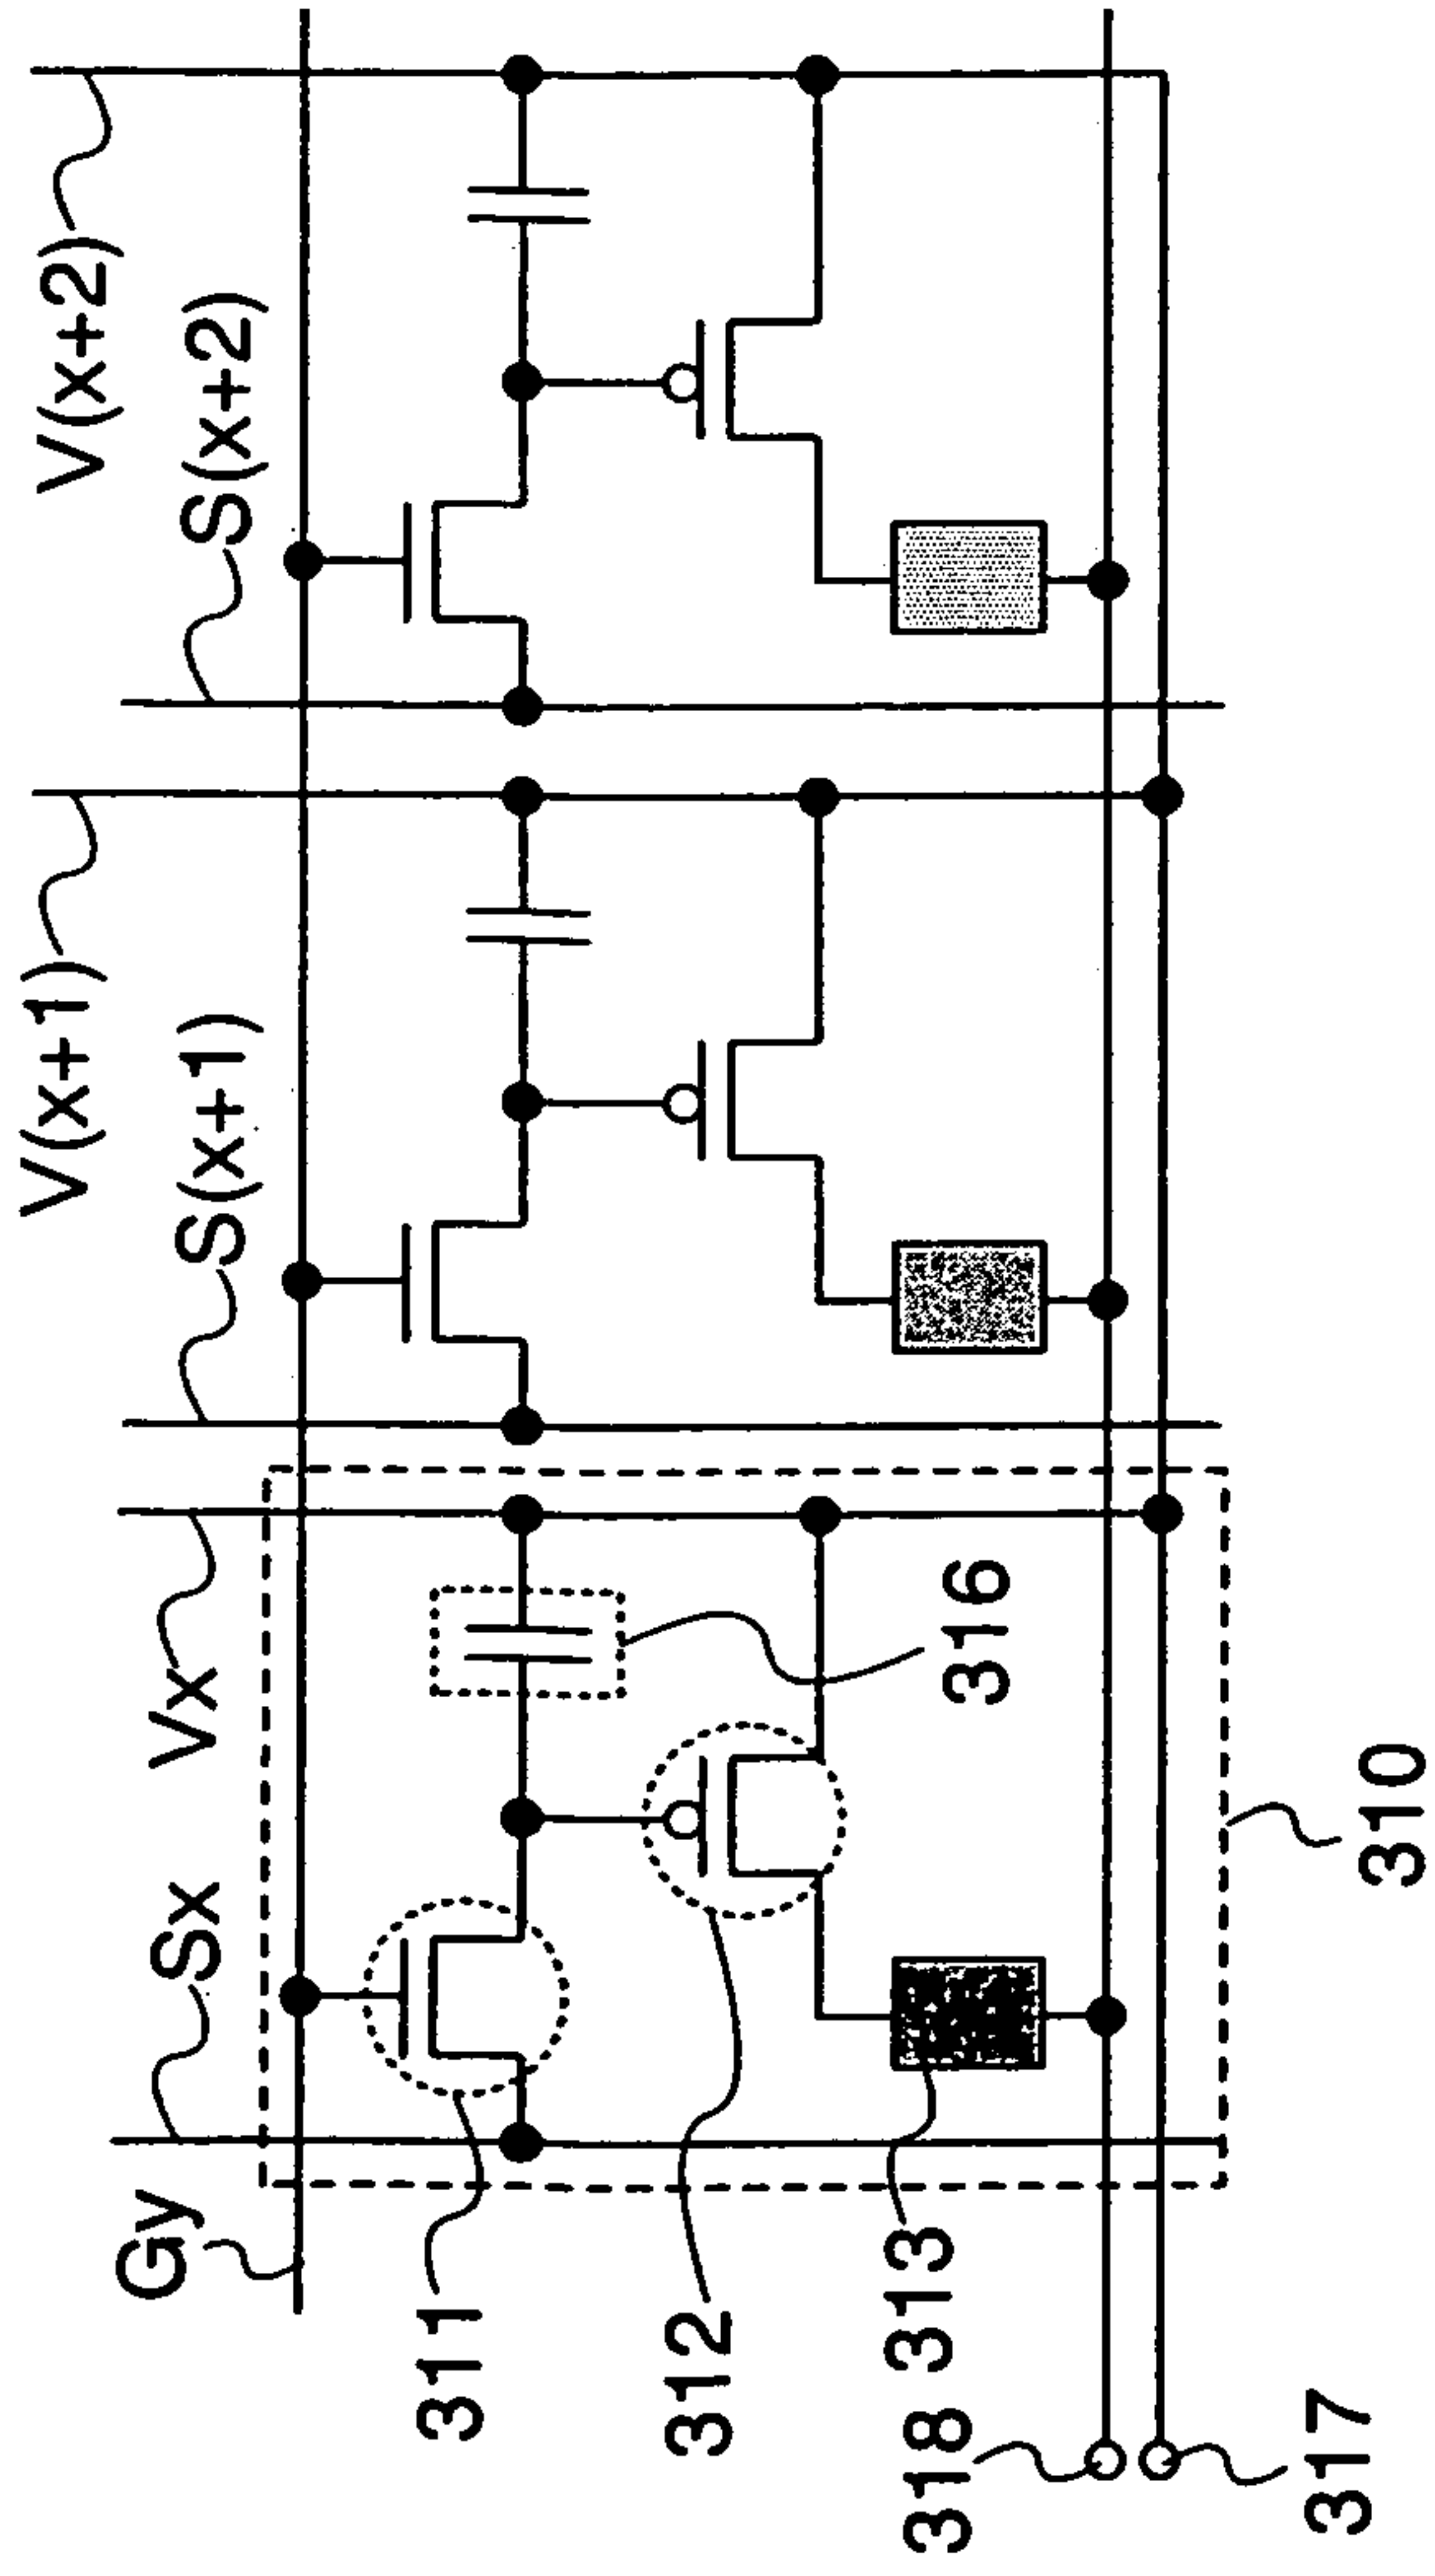 Gy
Sx
Vx
S(x+1)
V(x+1)
S(x+2)
V(x+2)
311
312
313
316
318
317
310